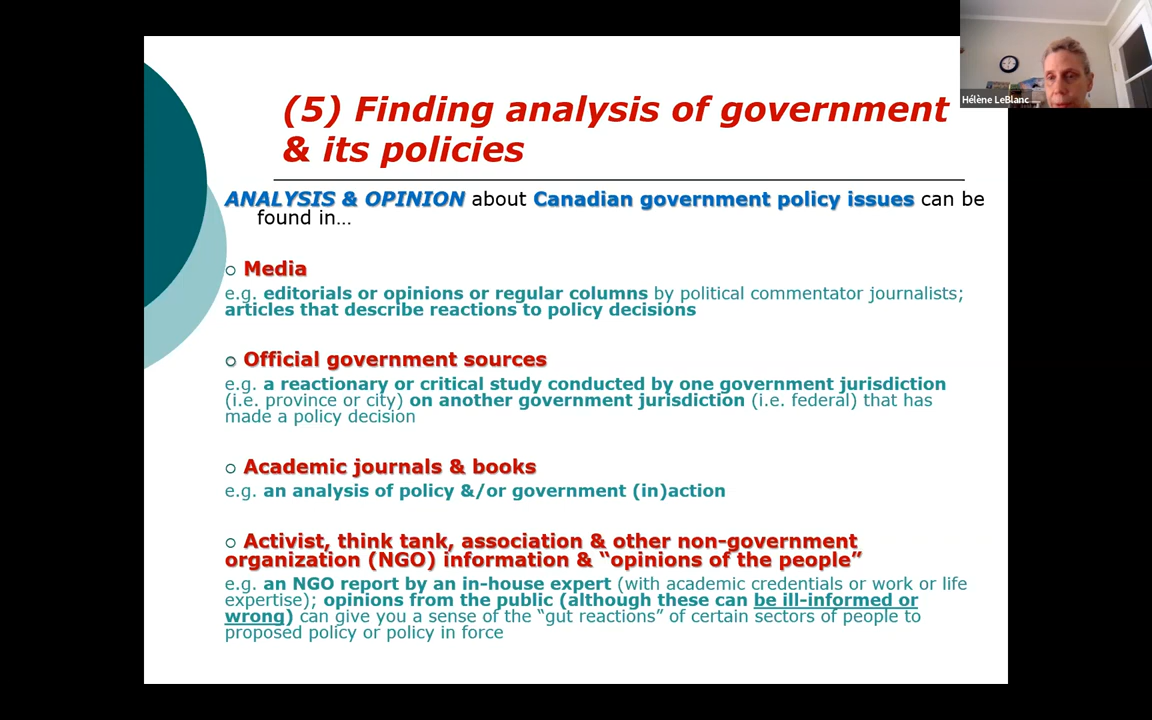 Hélène LeBlanc ...
(5) Finding analysis of government
& its policies
ANALYSIS & OPINION about Canadian government policy issues can be
found in...
Media
e.g. editorials or opinions or regular columns by political commentator journalists;
articles that describe reactions to policy decisions
Official government sources
e.g. a reactionary or critical study conducted by one government jurisdiction
(i.e. province or city) on another government jurisdiction (i.e. federal) that has
made a policy decision
Academic journals & books
e.g. an analysis of policy &/or government (in)action
Activist, think tank, association & other non-government
organization (NGO) information & “opinions of the people”
e.g. an NGO report by an in-house expert (with academic credentials or work or life
expertise); opinions from the public (although these can be ill-informed or
wrong) can give you a sense of the “gut reactions” of certain sectors of people to
proposed policy or policy in force